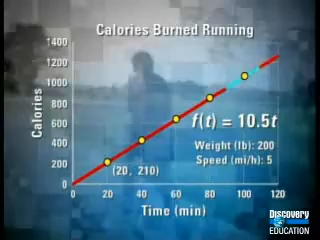 Calories Burned Running
1400
1200
1000
800
600
400
200
0
Calories
f(t) = 10.5t
Weight (lb): 200
Speed (mi/h): 5
(20, 210)
0 20 40 60 80 100 120
Time (min)
Discovery
EDUCATION